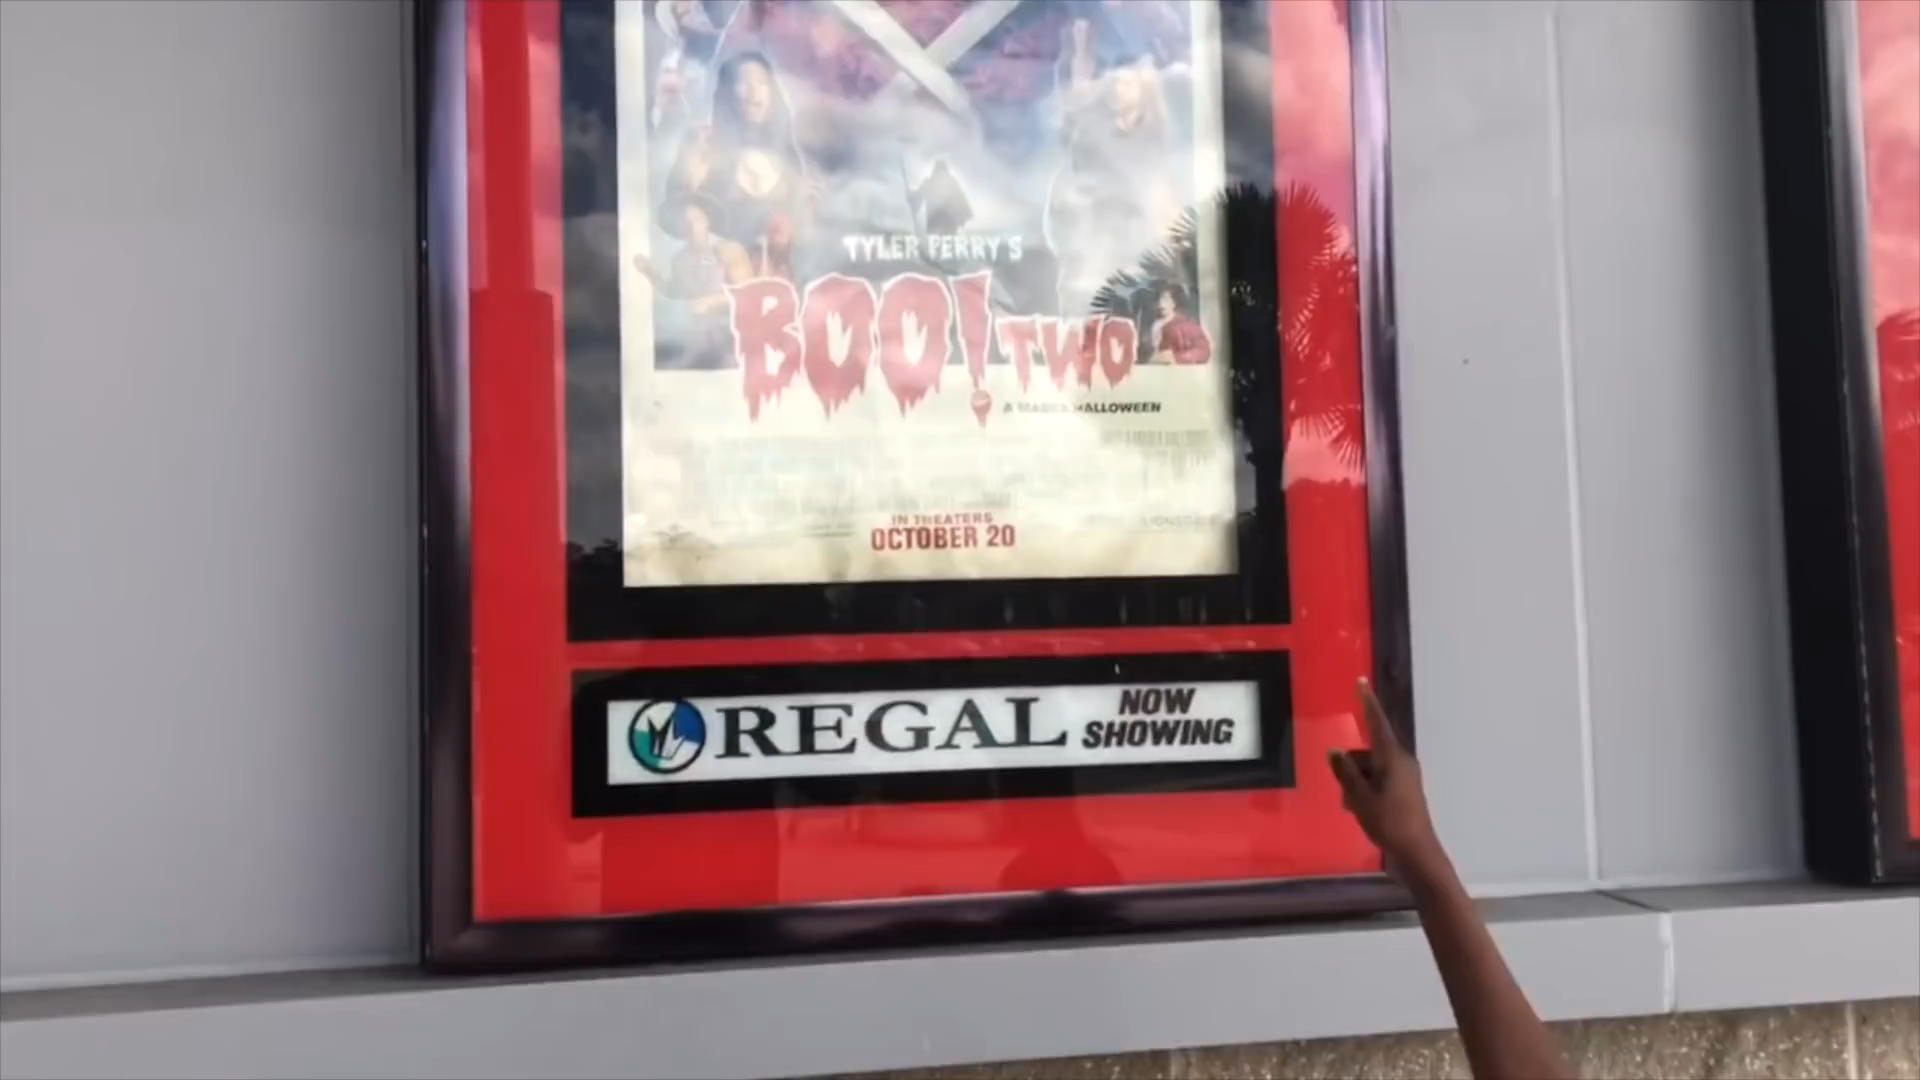 TYLER PERRY'S
BOO! TWO
A MADEA HALLOWEEN
IN THEATERS
OCTOBER 20
REGAL NOW SHOWING